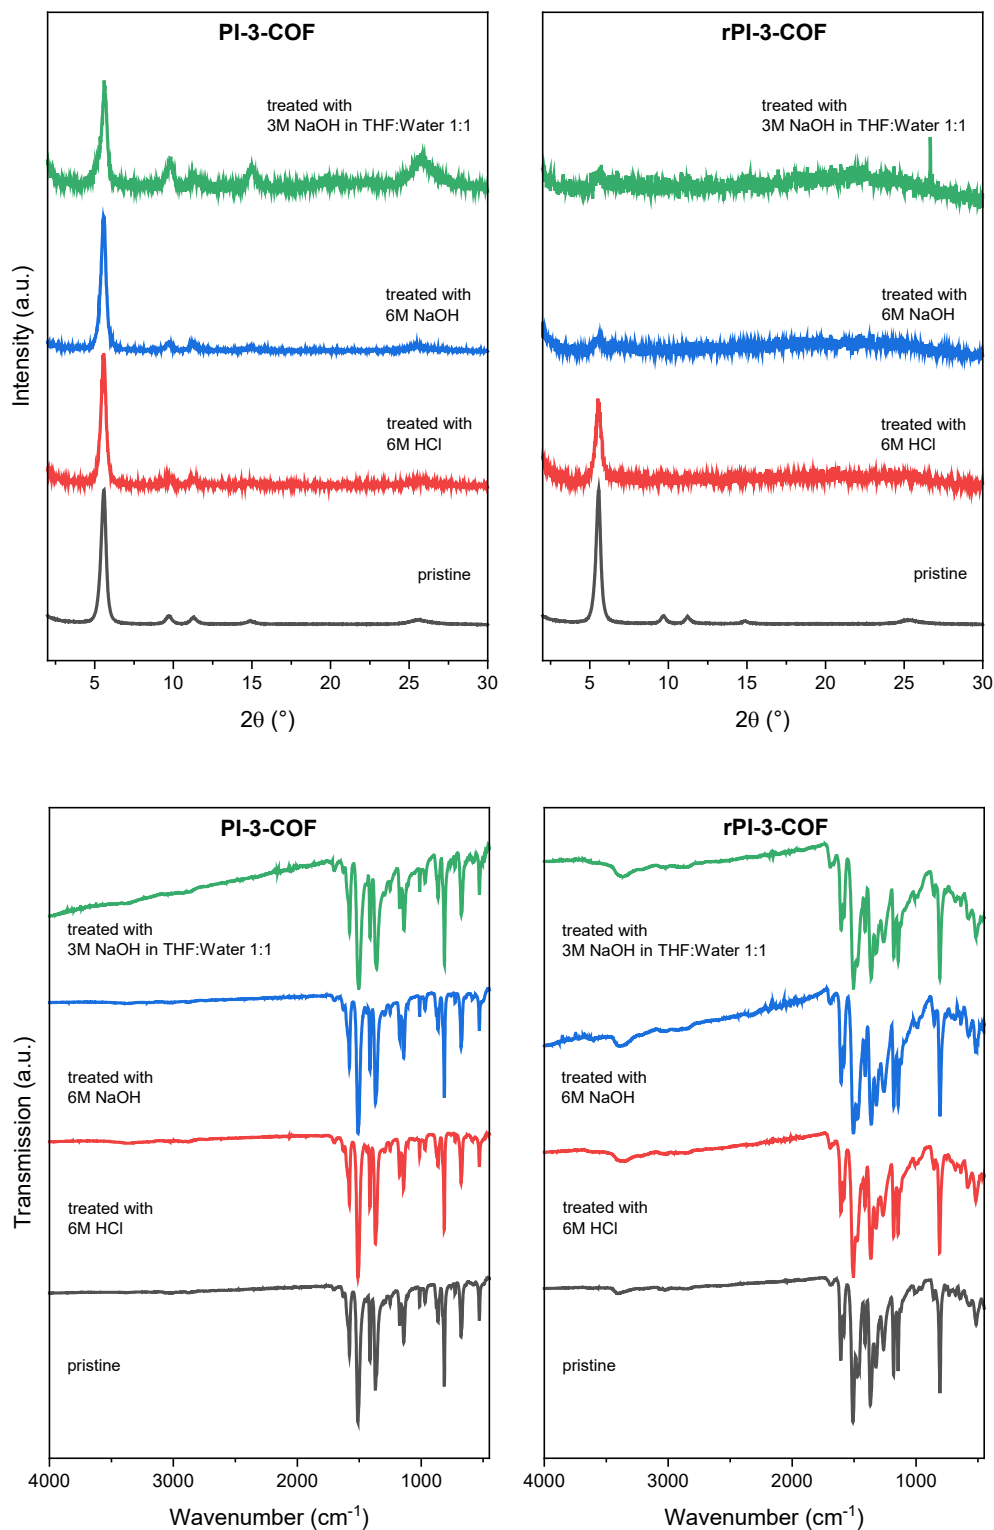 PI-3-COF
treated with
3M NaOH in THF:Water 1:1
treated with
6M NaOH
treated with
6M HCl
pristine
Intensity (a.u.)
5 10 15 20 25 30
2θ (°)
rPI-3-COF
treated with
3M NaOH in THF:Water 1:1
treated with
6M NaOH
treated with
6M HCl
pristine
5 10 15 20 25 30
2θ (°)
PI-3-COF
treated with
3M NaOH in THF:Water 1:1
treated with
6M NaOH
treated with
6M HCl
pristine
Transmission (a.u.)
4000 3000 2000 1000
Wavenumber (cm⁻¹)
rPI-3-COF
treated with
3M NaOH in THF:Water 1:1
treated with
6M NaOH
treated with
6M HCl
pristine
4000 3000 2000 1000
Wavenumber (cm⁻¹)